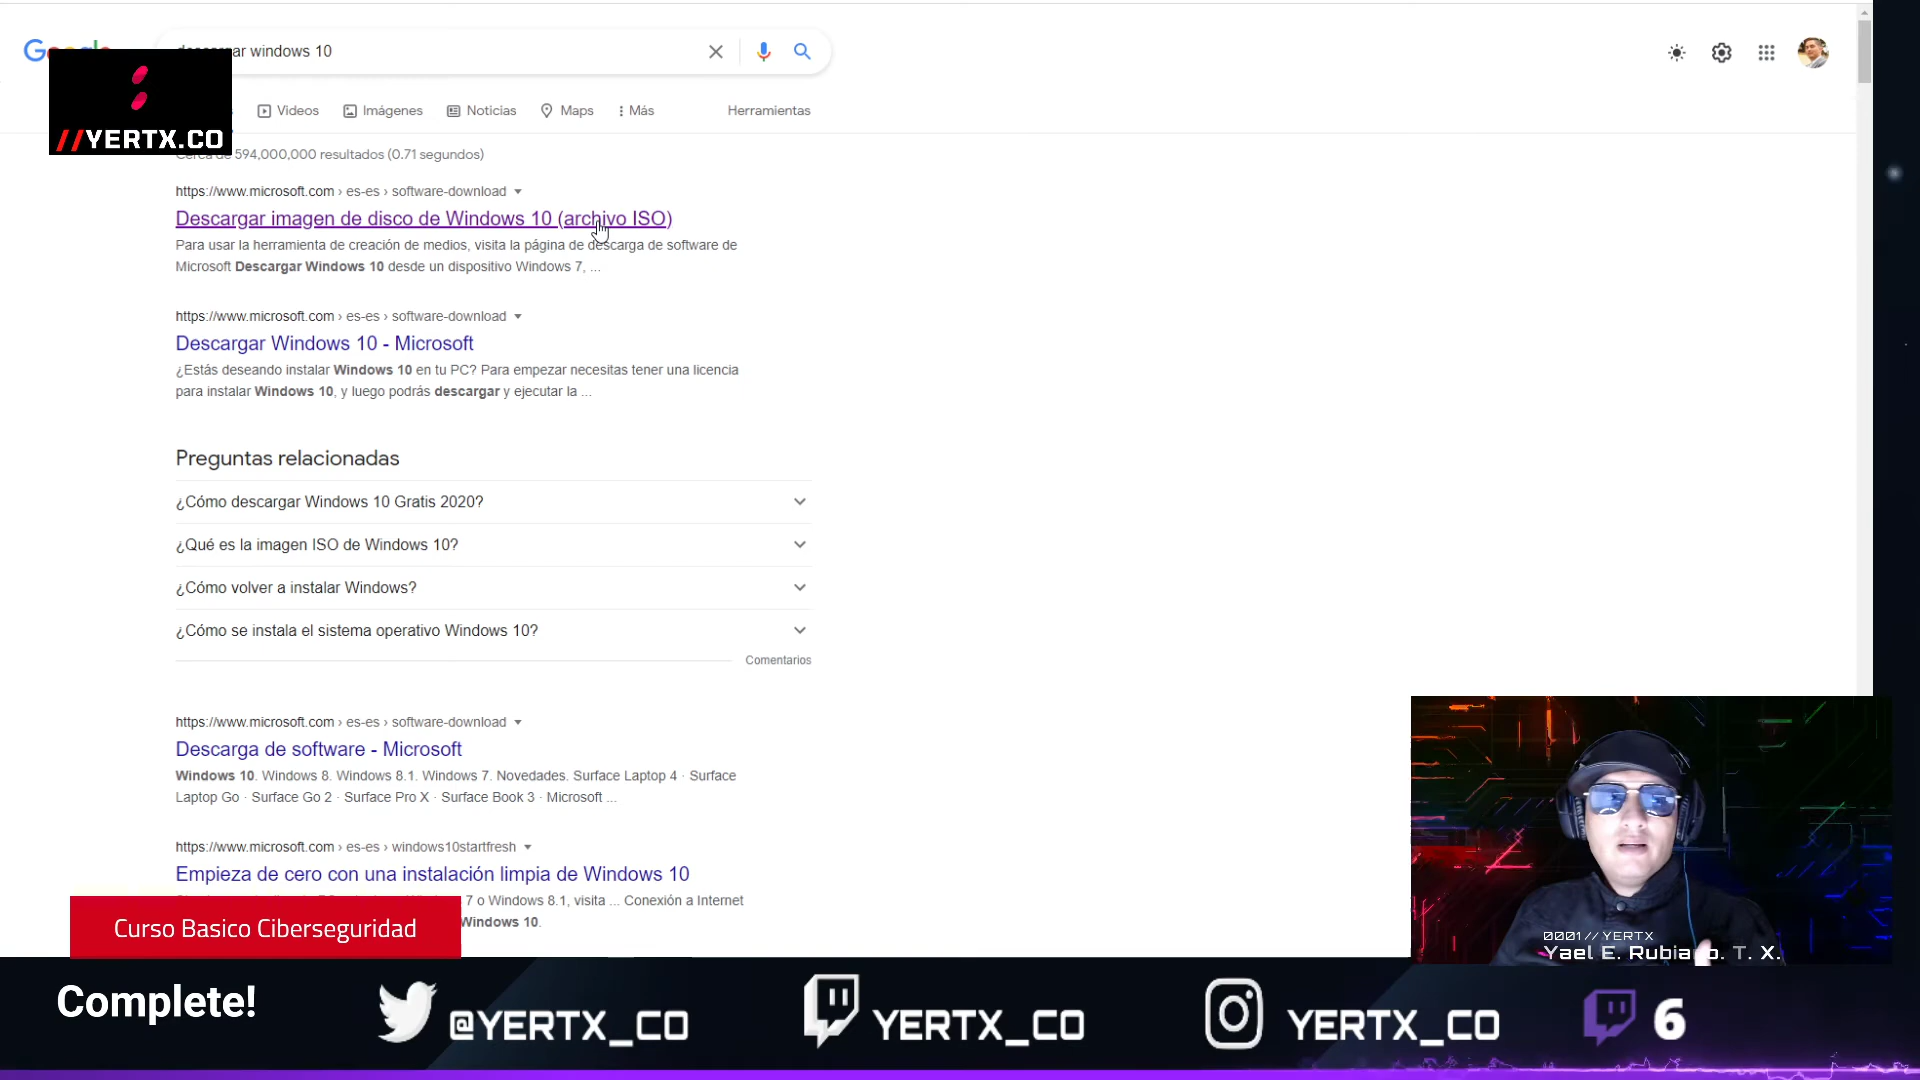 windows 10
//YERTX.CO
Videos
Imágenes
Noticias
Maps
Más
Herramientas
594,000,000 resultados (0.71 segundos)
https://www.microsoft.com › es-es › software-download
Descargar imagen de disco de Windows 10 (archivo ISO)
Para usar la herramienta de creación de medios, visita la página de descarga de software de
Microsoft Descargar Windows 10 desde un dispositivo Windows 7, ...
https://www.microsoft.com › es-es › software-download
Descargar Windows 10 - Microsoft
¿Estás deseando instalar Windows 10 en tu PC? Para empezar necesitas tener una licencia
para instalar Windows 10, y luego podrás descargar y ejecutar la ...
Preguntas relacionadas
¿Cómo descargar Windows 10 Gratis 2020?
¿Qué es la imagen ISO de Windows 10?
¿Cómo volver a instalar Windows?
¿Cómo se instala el sistema operativo Windows 10?
Comentarios
https://www.microsoft.com › es-es › software-download
Descarga de software - Microsoft
Windows 10. Windows 8. Windows 8.1. Windows 7. Novedades. Surface Laptop 4 · Surface
Laptop Go · Surface Go 2 · Surface Pro X · Surface Book 3 · Microsoft ...
https://www.microsoft.com › es-es › windows10startfresh
Empieza de cero con una instalación limpia de Windows 10
7 o Windows 8.1, visita ... Conexión a Internet
Windows 10.
Curso Basico Ciberseguridad
0001 // YERTX
Yael E. Rubiano. T. X.
Complete!
@YERTX_CO
YERTX_CO
YERTX_CO
6